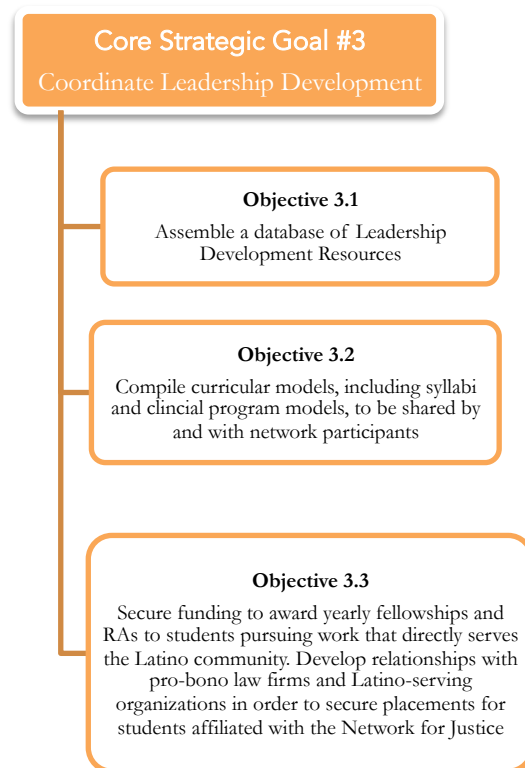 Core Strategic Goal #3
Coordinate Leadership Development
Objective 3.1
Assemble a database of Leadership
Development Resources
Objective 3.2
Compile curricular models, including syllabi
and clincial program models, to be shared by
and with network participants
Objective 3.3
Secure funding to award yearly fellowships and
RAs to students pursuing work that directly serves
the Latino community. Develop relationships with
pro-bono law firms and Latino-serving
organizations in order to secure placements for
students affiliated with the Network for Justice